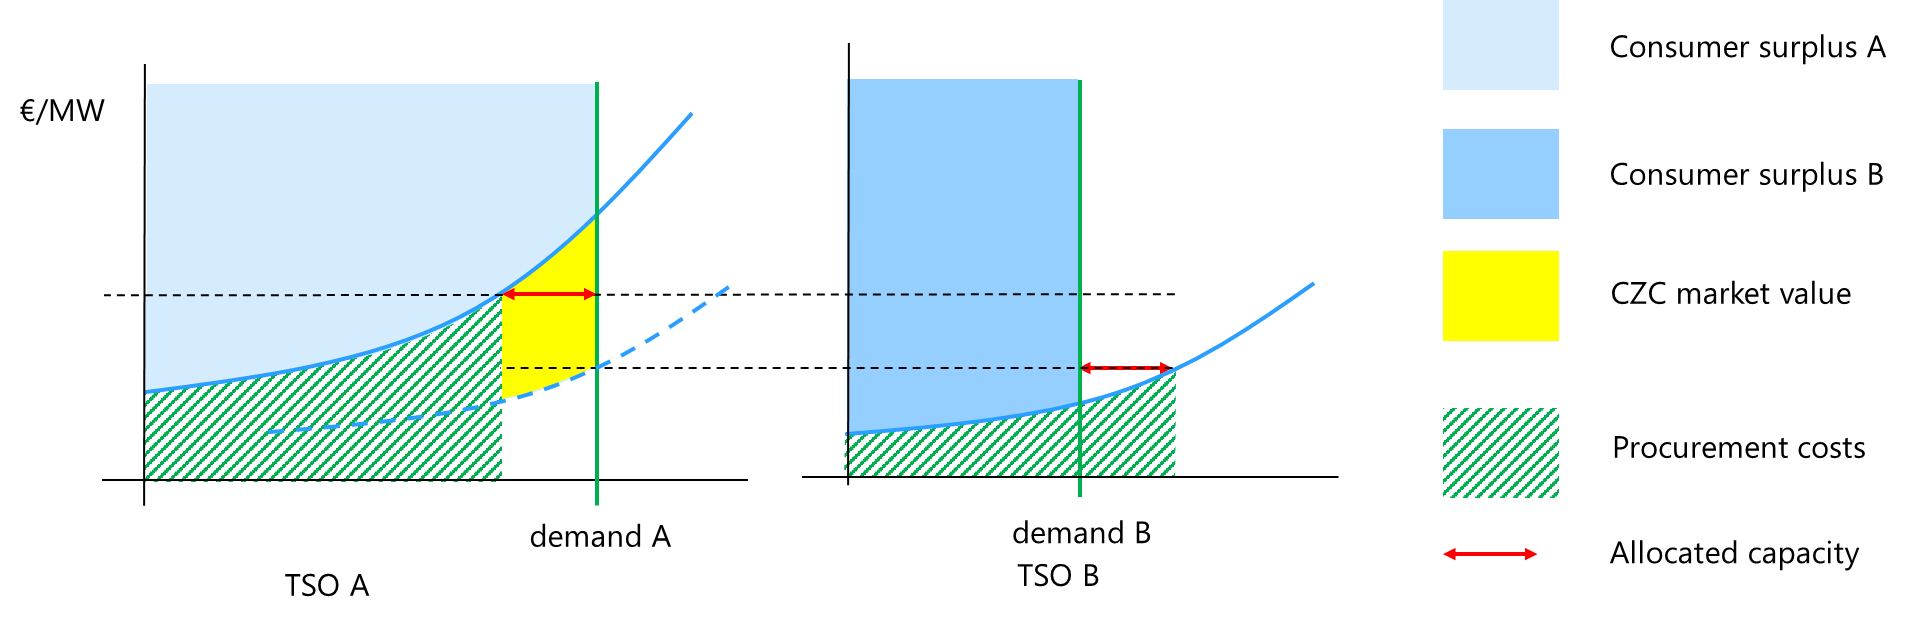 €/MW
demand A
TSO A
demand B
TSO B
Consumer surplus A
Consumer surplus B
CZC market value
Procurement costs
Allocated capacity